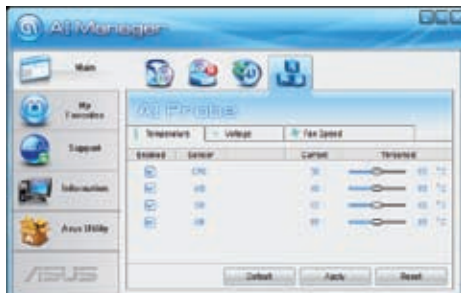 AI Manager
Main
My Favorites
Support
Information
Asus Utility
ASUS
AI Probe
Temperature
Voltage
Fan Speed
Enabled Sensor Current Threshold
CPU °C
°C
°C
°C
Default Apply Reset